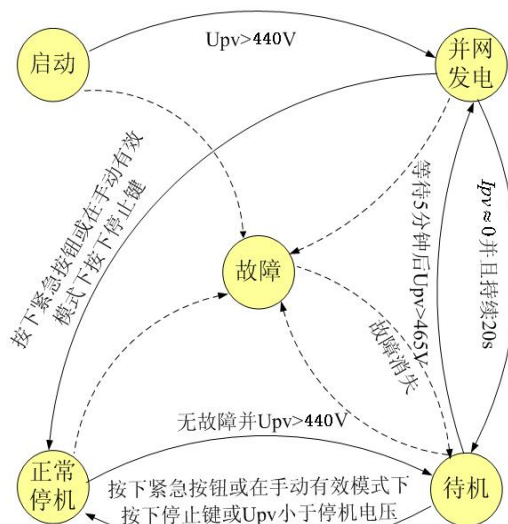 启动
Upv>440V
并网
发电
按下紧急按钮或在手动有效
模式下按下停止键
等待5分钟后Upv>465V
Ipv≈0并且持续20s
故障
故障消失
无故障并Upv>440V
正常
停机
按下紧急按钮或在手动有效模式下
按下停止键或Upv小于停机电压
待机